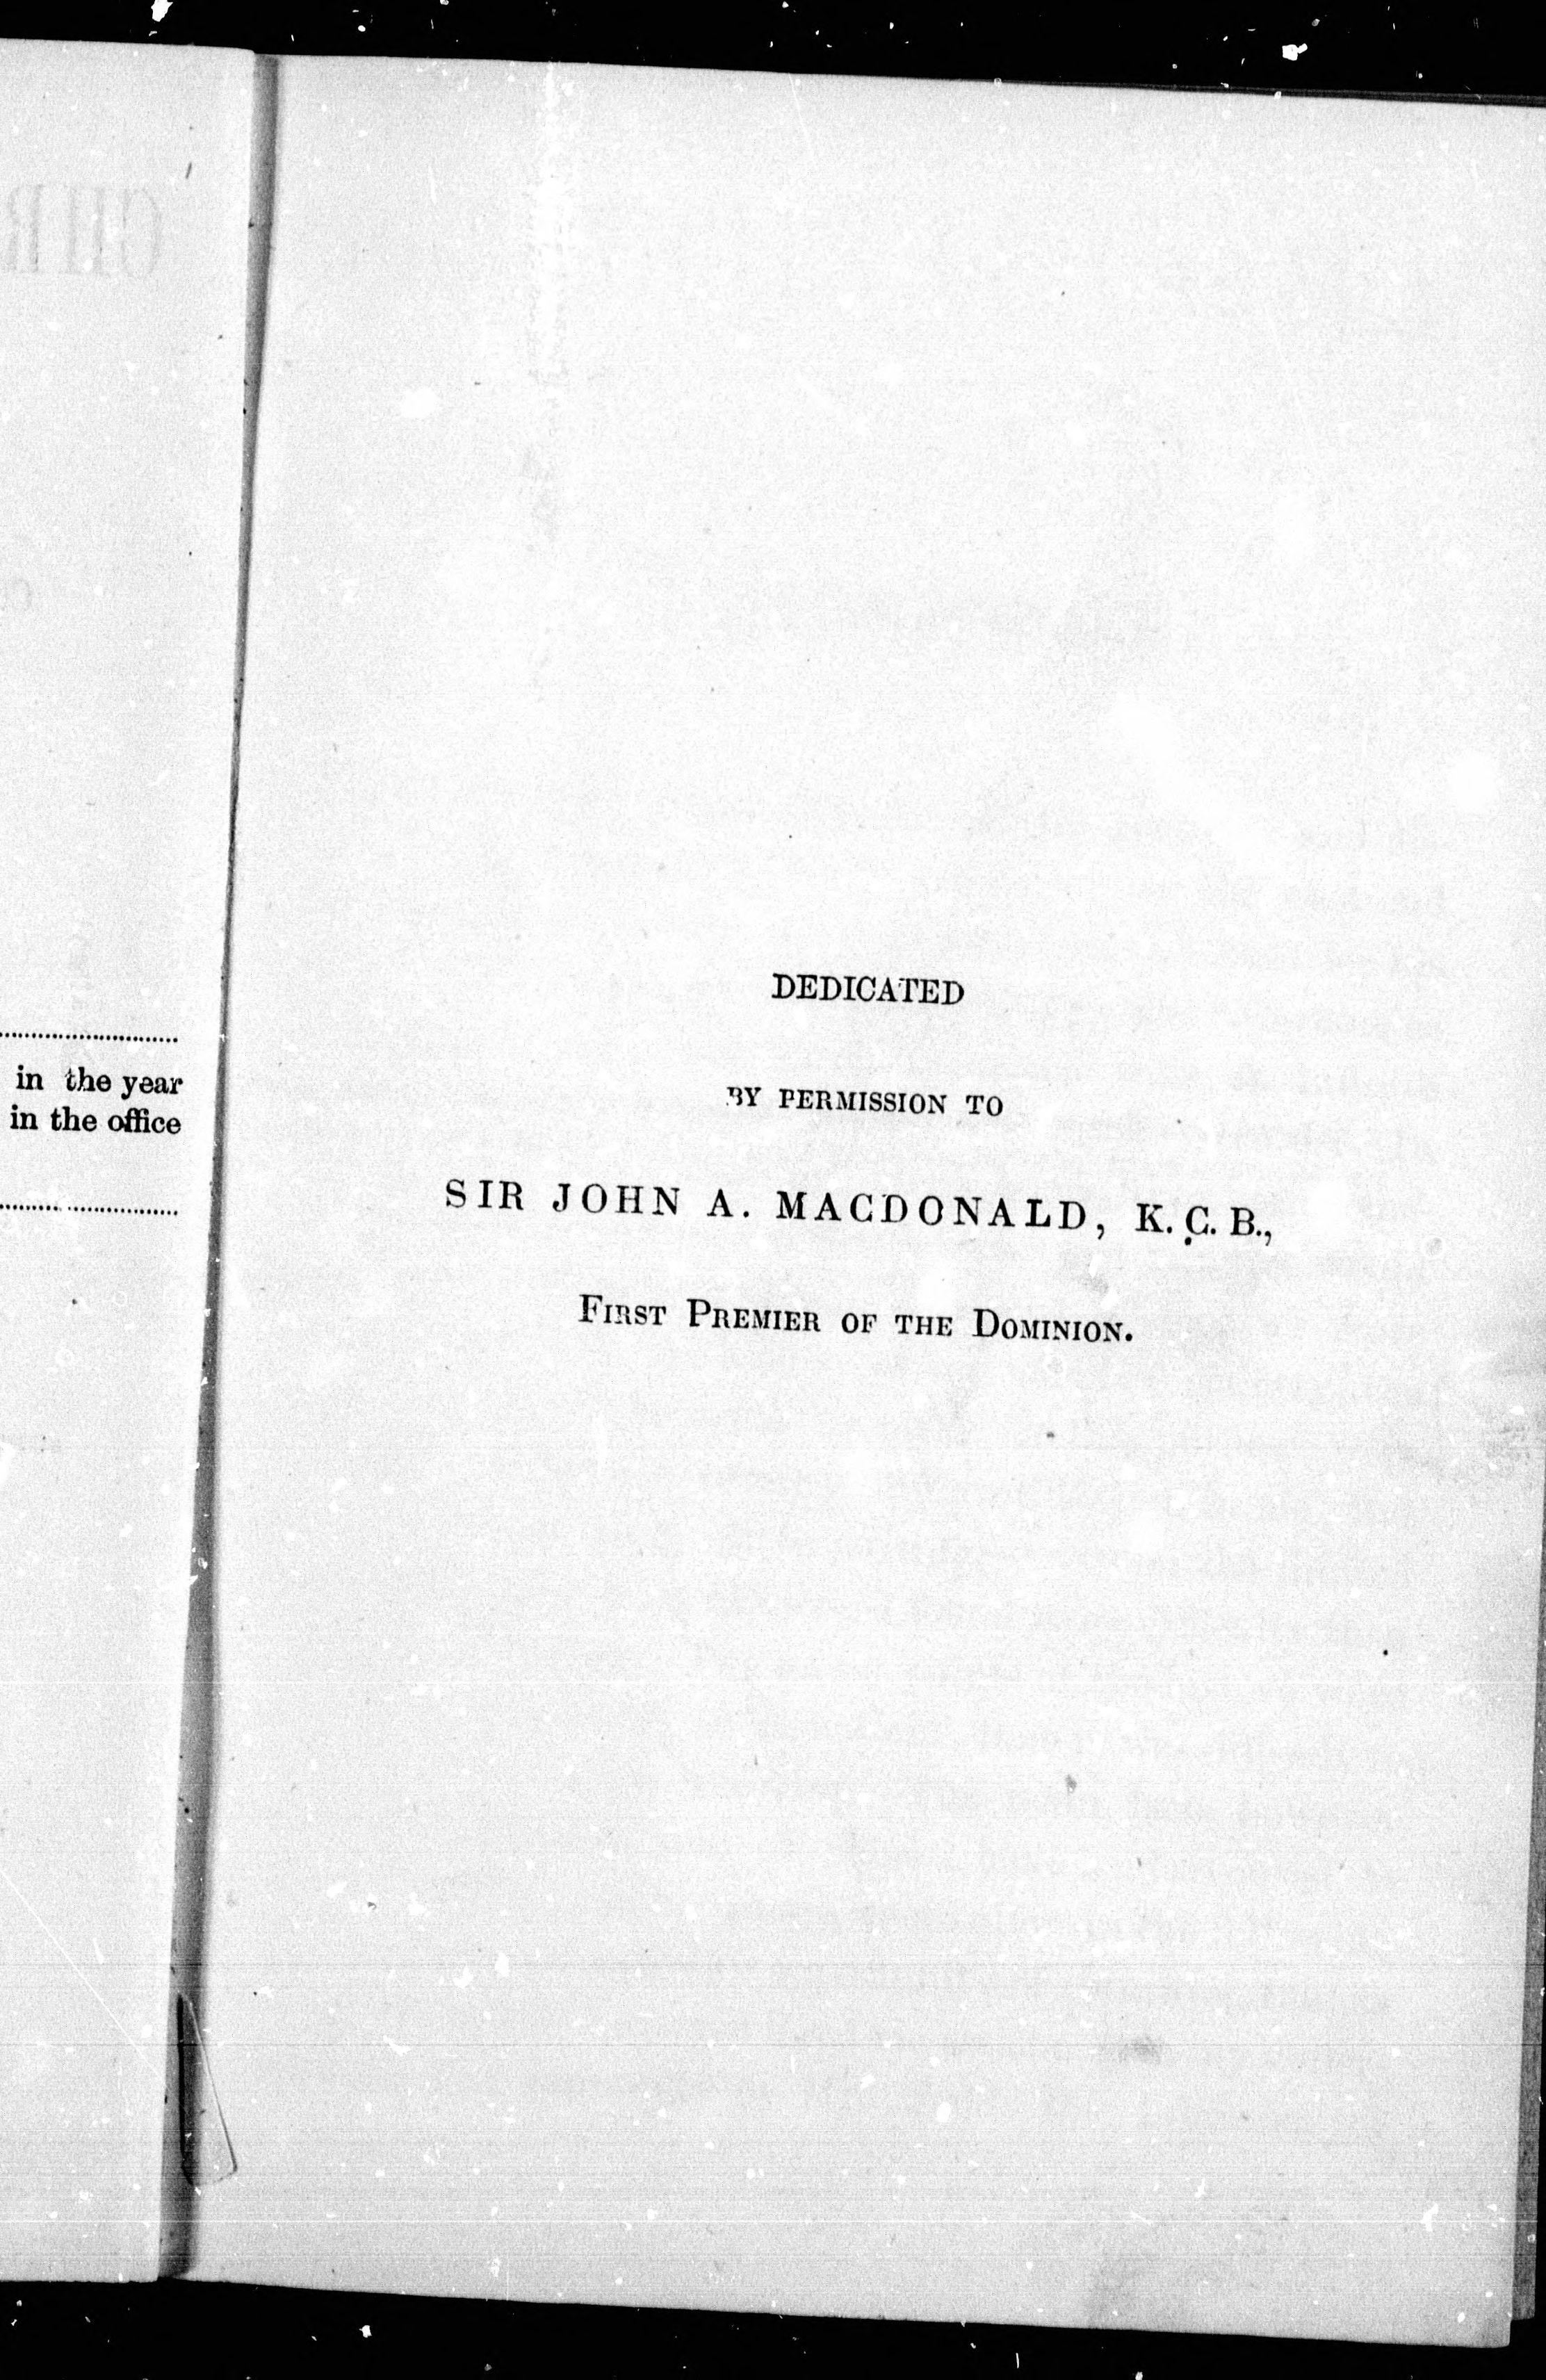 in the year
in the office
DEDICATED
BY PERMISSION TO
SIR JOHN A. MACDONALD, K.C.B.,
FIRST PREMIER OF THE DOMINION.